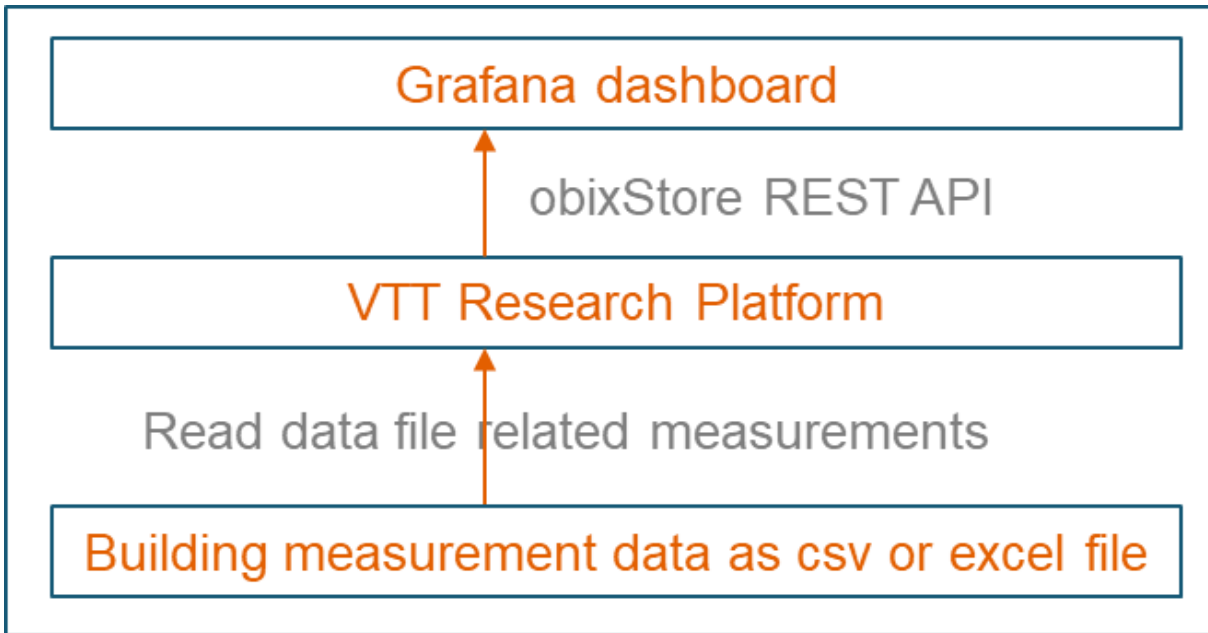 Grafana dashboard
obixStore REST API
VTT Research Platform
Read data file related measurements
Building measurement data as csv or excel file